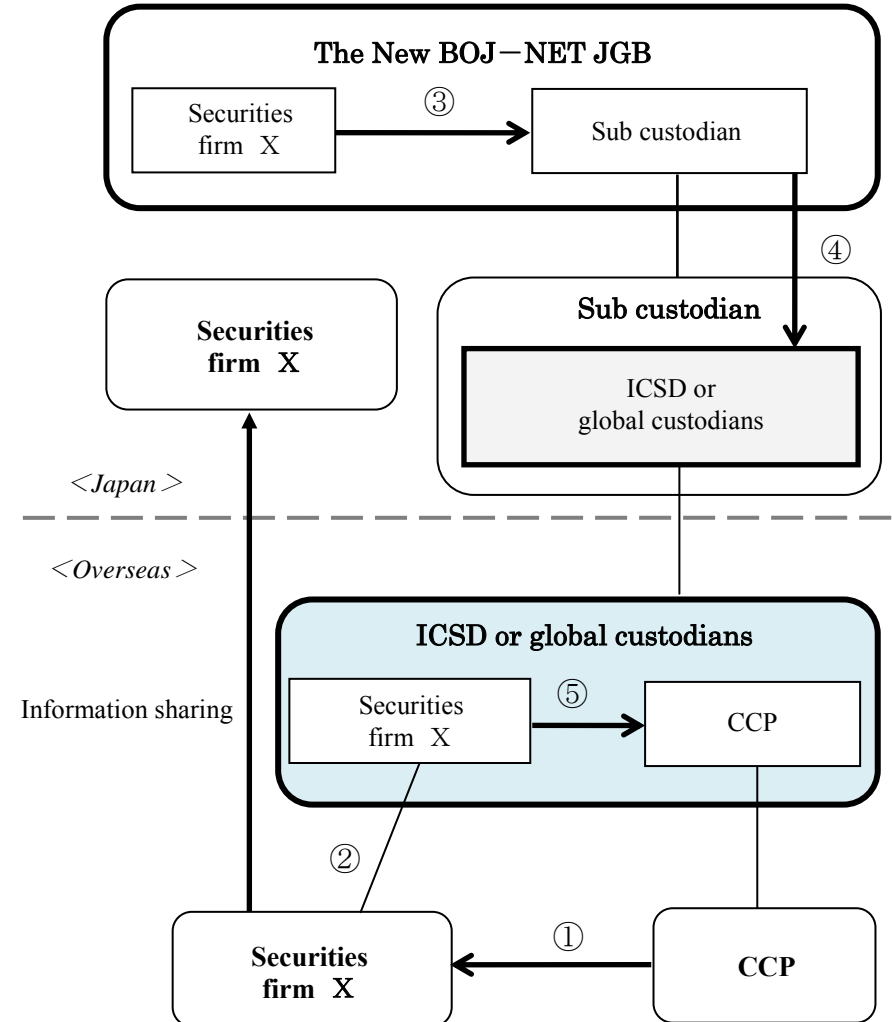 The New BOJ－NET JGB
③
Securities
firm Ｘ
Sub custodian
④
Securities
firm Ｘ
Sub custodian
ICSD or
global custodians
＜Japan＞
＜Overseas＞
ICSD or global custodians
Information sharing
Securities
firm Ｘ
⑤
CCP
②
①
Securities
firm Ｘ
CCP